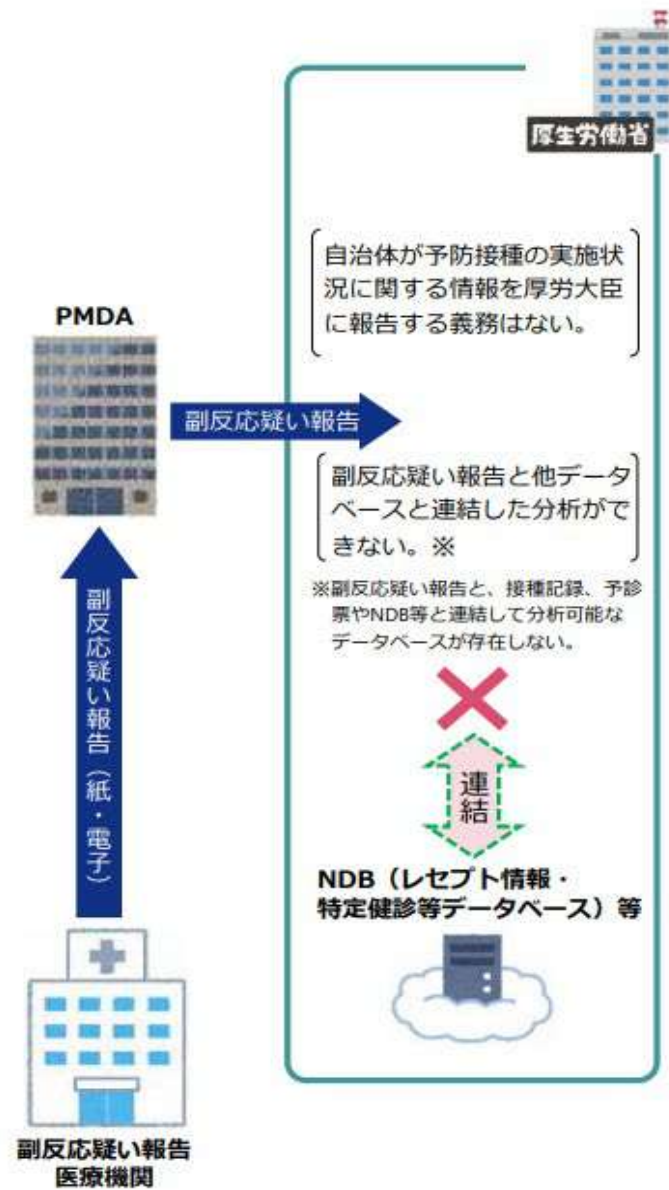 厚生労働省
自治体が予防接種の実施状
況に関する情報を厚労大臣
に報告する義務はない。
PMDA
副反応疑い報告
副反応疑い報告と他データ
ベースと連結した分析がで
きない。※
※副反応疑い報告と、接種記録、予診
票やNDB等と連結して分析可能な
データベースが存在しない。
副反応疑い報告（紙・電子）
連結
NDB（レセプト情報・
特定健診等データベース）等
副反応疑い報告
医療機関